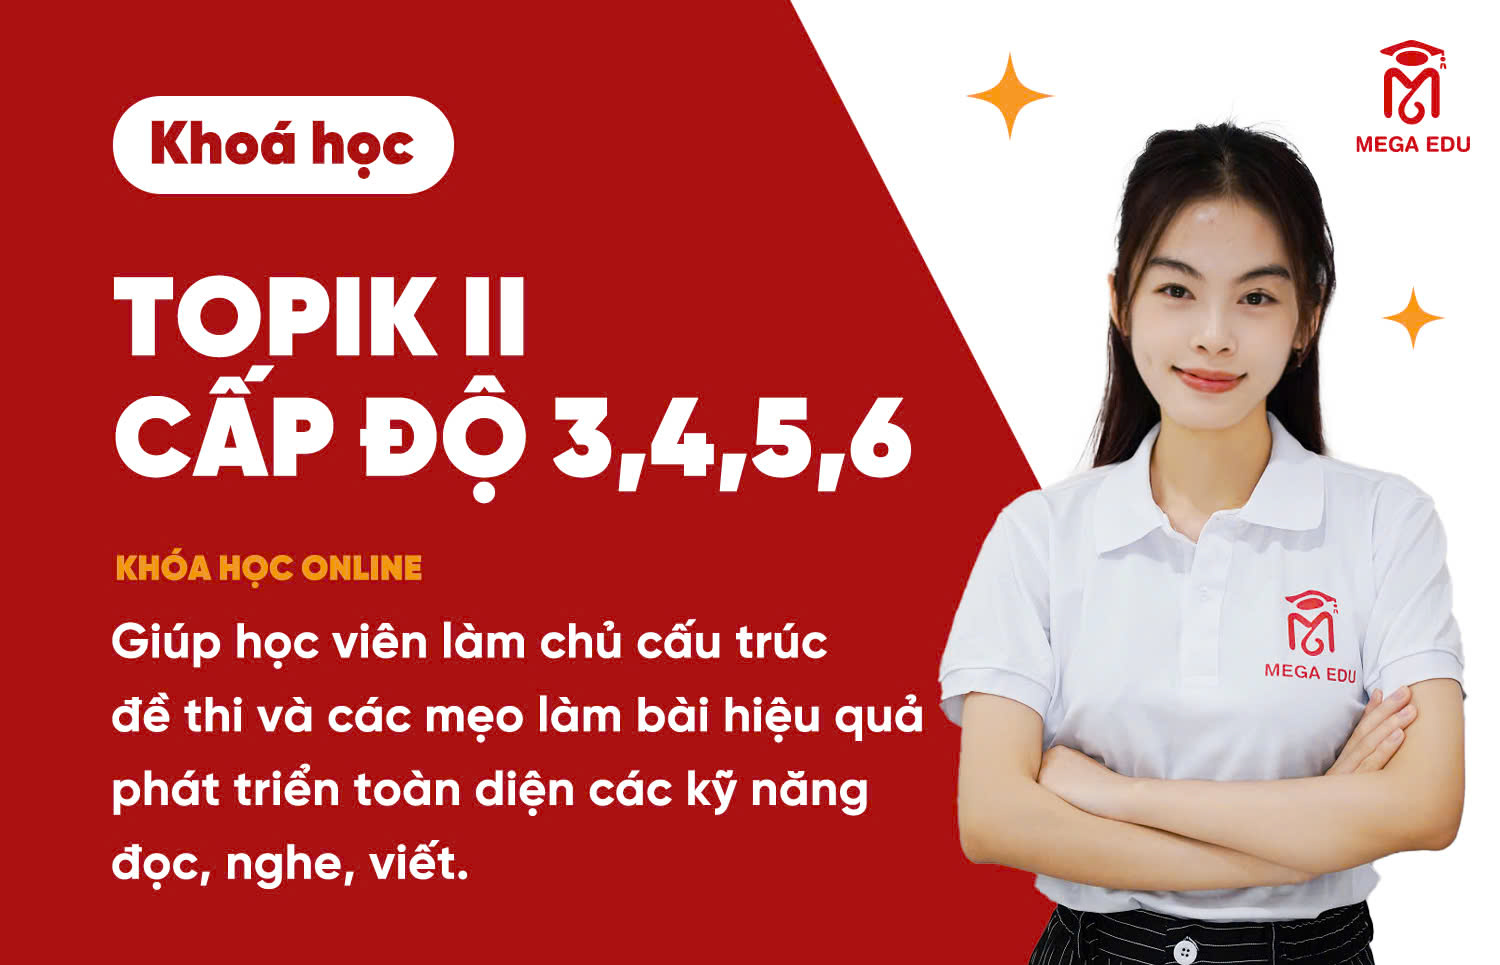 Khoá học
MEGA EDU
TOPIK II
CẤP ĐỘ 3,4,5,6
KHÓA HỌC ONLINE
Giúp học viên làm chủ cấu trúc
đề thi và các mẹo làm bài hiệu quả
phát triển toàn diện các kỹ năng
đọc, nghe, viết.
MEGA EDU